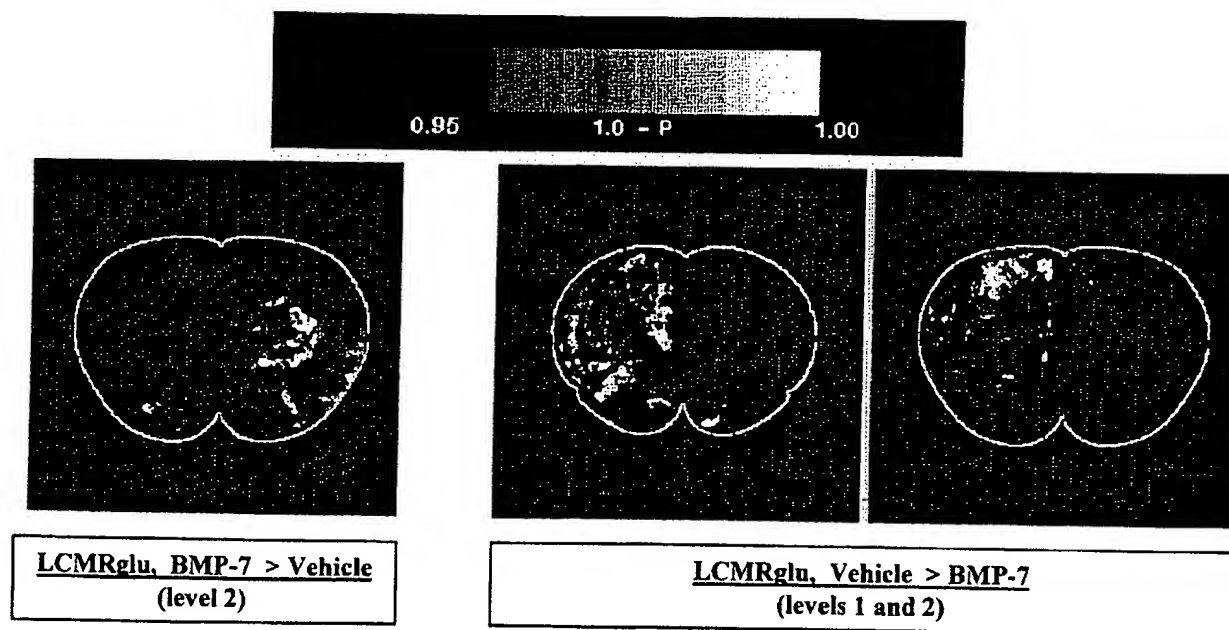 0.95 1.0 - P 1.00
LCMRglu, BMP-7 > Vehicle
(level 2)
LCMRglu, Vehicle > BMP-7
(levels 1 and 2)